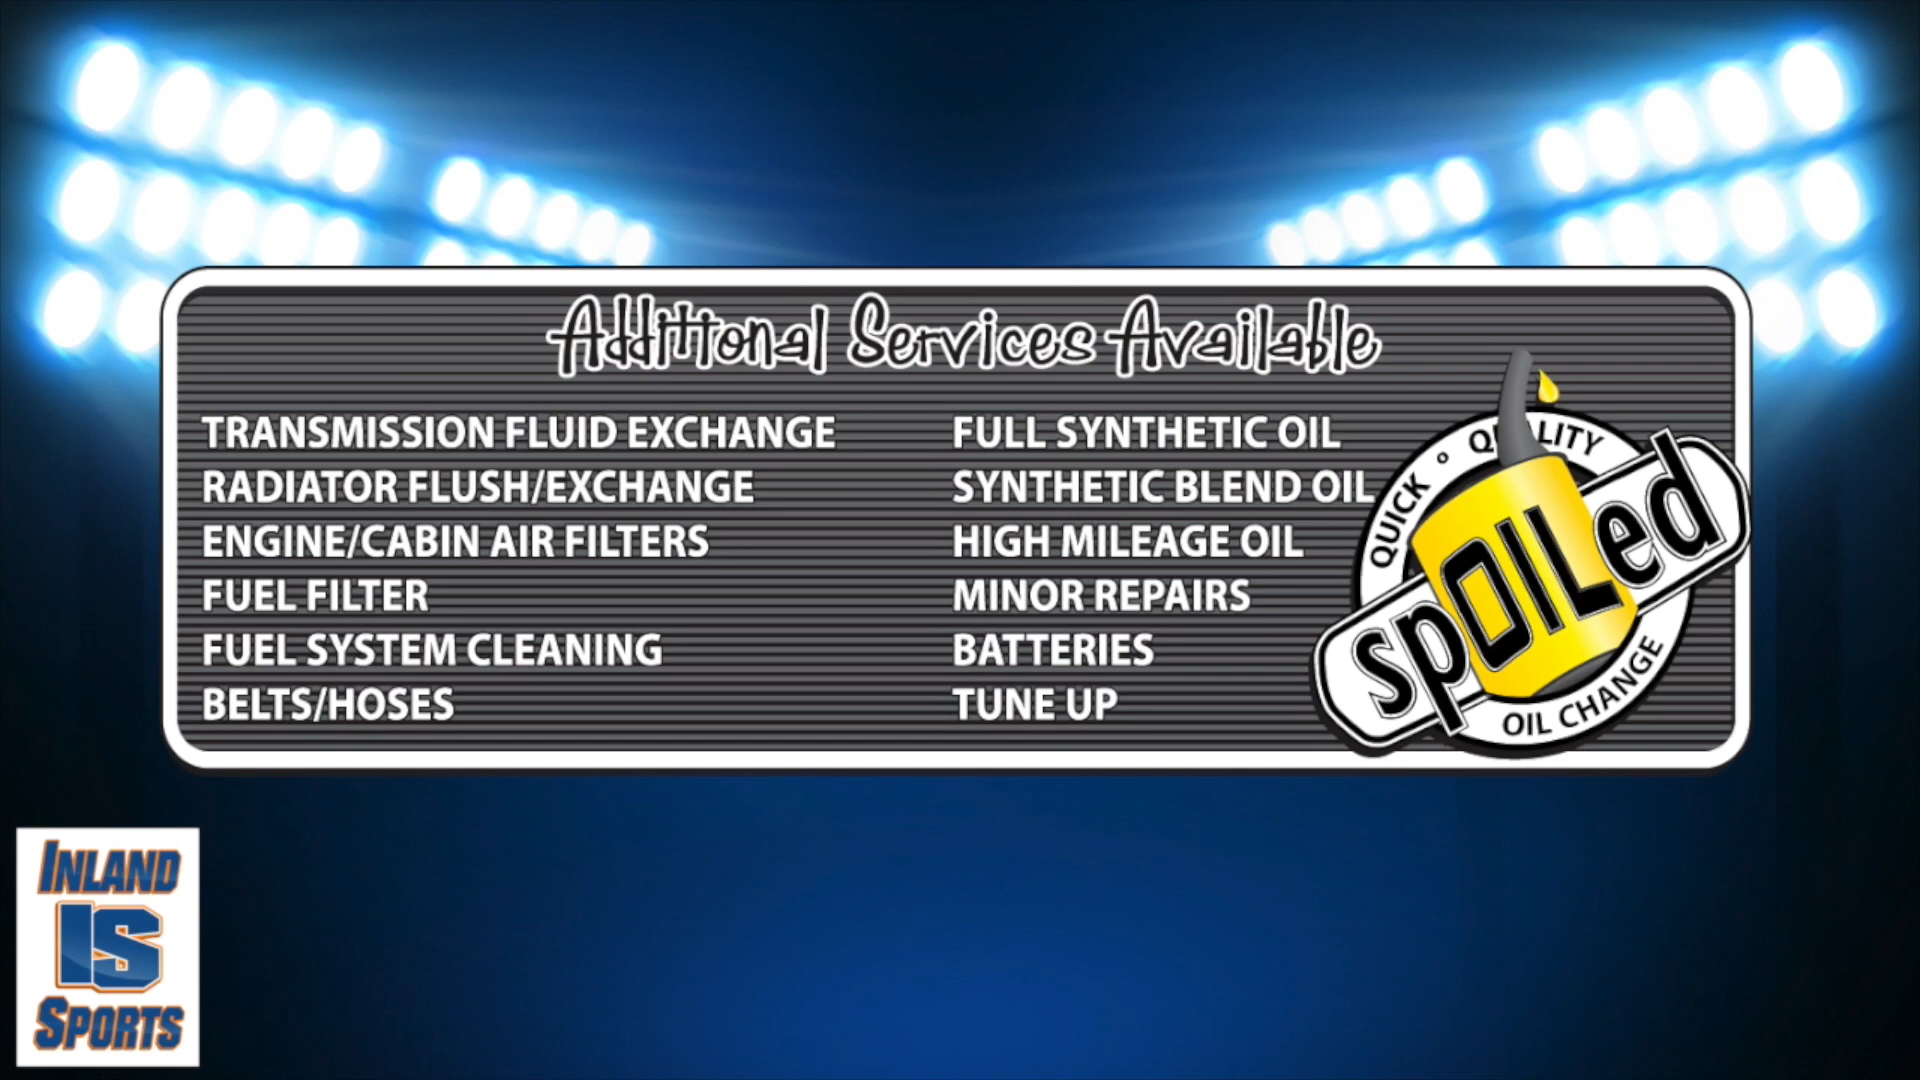 Additional Services Available
TRANSMISSION FLUID EXCHANGE
RADIATOR FLUSH/EXCHANGE
ENGINE/CABIN AIR FILTERS
FUEL FILTER
FUEL SYSTEM CLEANING
BELTS/HOSES
FULL SYNTHETIC OIL
SYNTHETIC BLEND OIL
HIGH MILEAGE OIL
MINOR REPAIRS
BATTERIES
TUNE UP
QUICK ° QUALITY
spOILed
OIL CHANGE
INLAND
IS
SPORTS